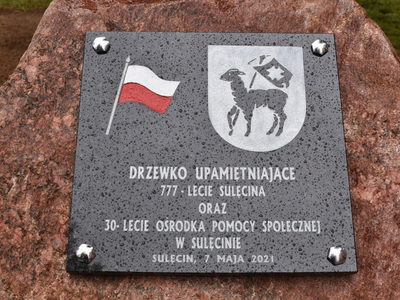 DRZEWKO UPAMIĘTNIAJĄCE
777 - LECIE SULĘCINA
ORAZ
30- LECIE OŚRODKA POMOCY SPOŁECZNEJ
W SULĘCINIE
SULĘCIN, 7 MAJA 2021